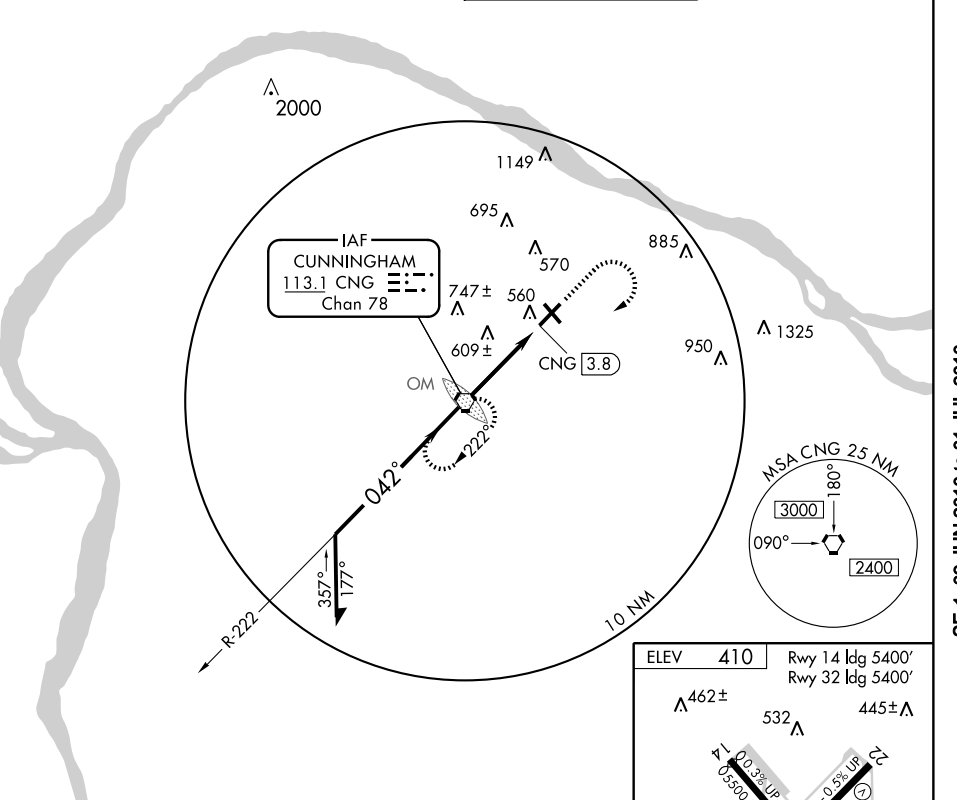 2000
1149
695
570
885
IAF
CUNNINGHAM
113.1 CNG
Chan 78
747±
560
609±
950
1325
CNG 3.8
OM
222°
042°
MSA CNG 25 NM
180°
3000
090°
2400
357°
177°
R-222
10 NM
ELEV 410
Rwy 14 ldg 5400'
Rwy 32 ldg 5400'
462±
532
445±
14
22
0.3% UP
0.5% UP